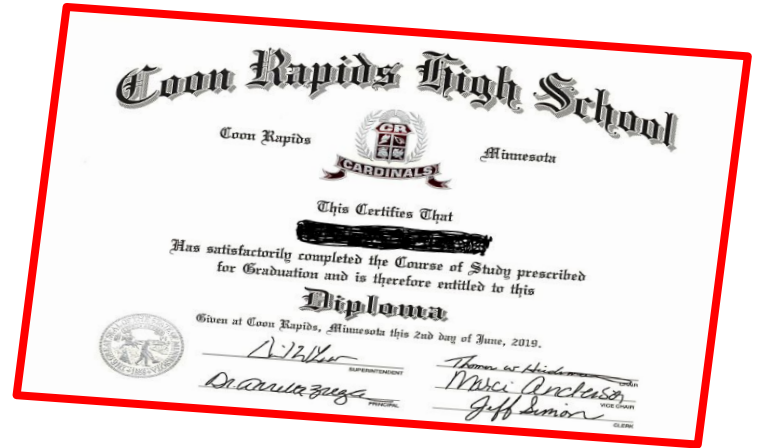 Coon Rapids High School
Coon Rapids
CR
CARDINALS
Minnesota
This Certifies That
Has satisfactorily completed the Course of Study prescribed
for Graduation and is therefore entitled to this
Diploma
Given at Coon Rapids, Minnesota this 2nd day of June, 2019.
SUPERINTENDENT
CHAIR
Marci Anderson
VICE CHAIR
PRINCIPAL
Jeff Simon
CLERK